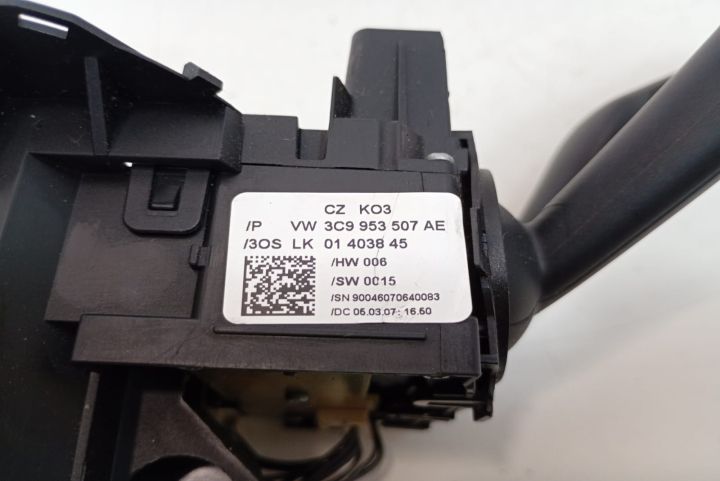 CZ KO3
/P VW 3C9 953 507 AE
/3OS LK 01 4038 45
/HW 006
/SW 0015
/SN 90046070640083
/DC 05.03.07 16.50